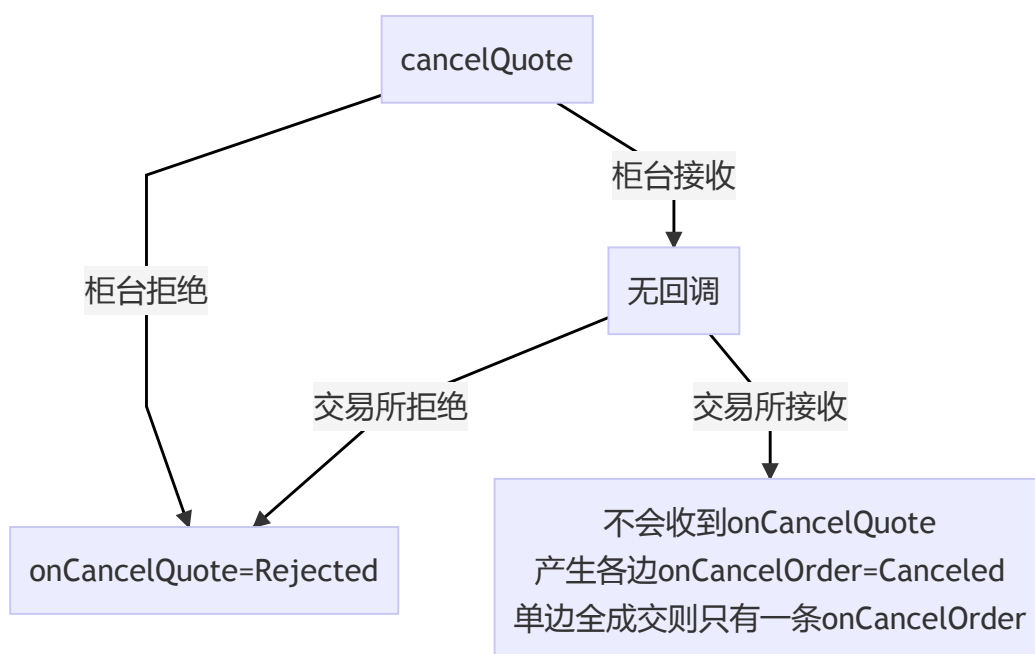 cancelQuote
柜台接收
柜台拒绝
无回调
交易所拒绝
交易所接收
onCancelQuote=Rejected
不会收到onCancelQuote
产生各边onCancelOrder=Canceled
单边全成交则只有一条onCancelOrder